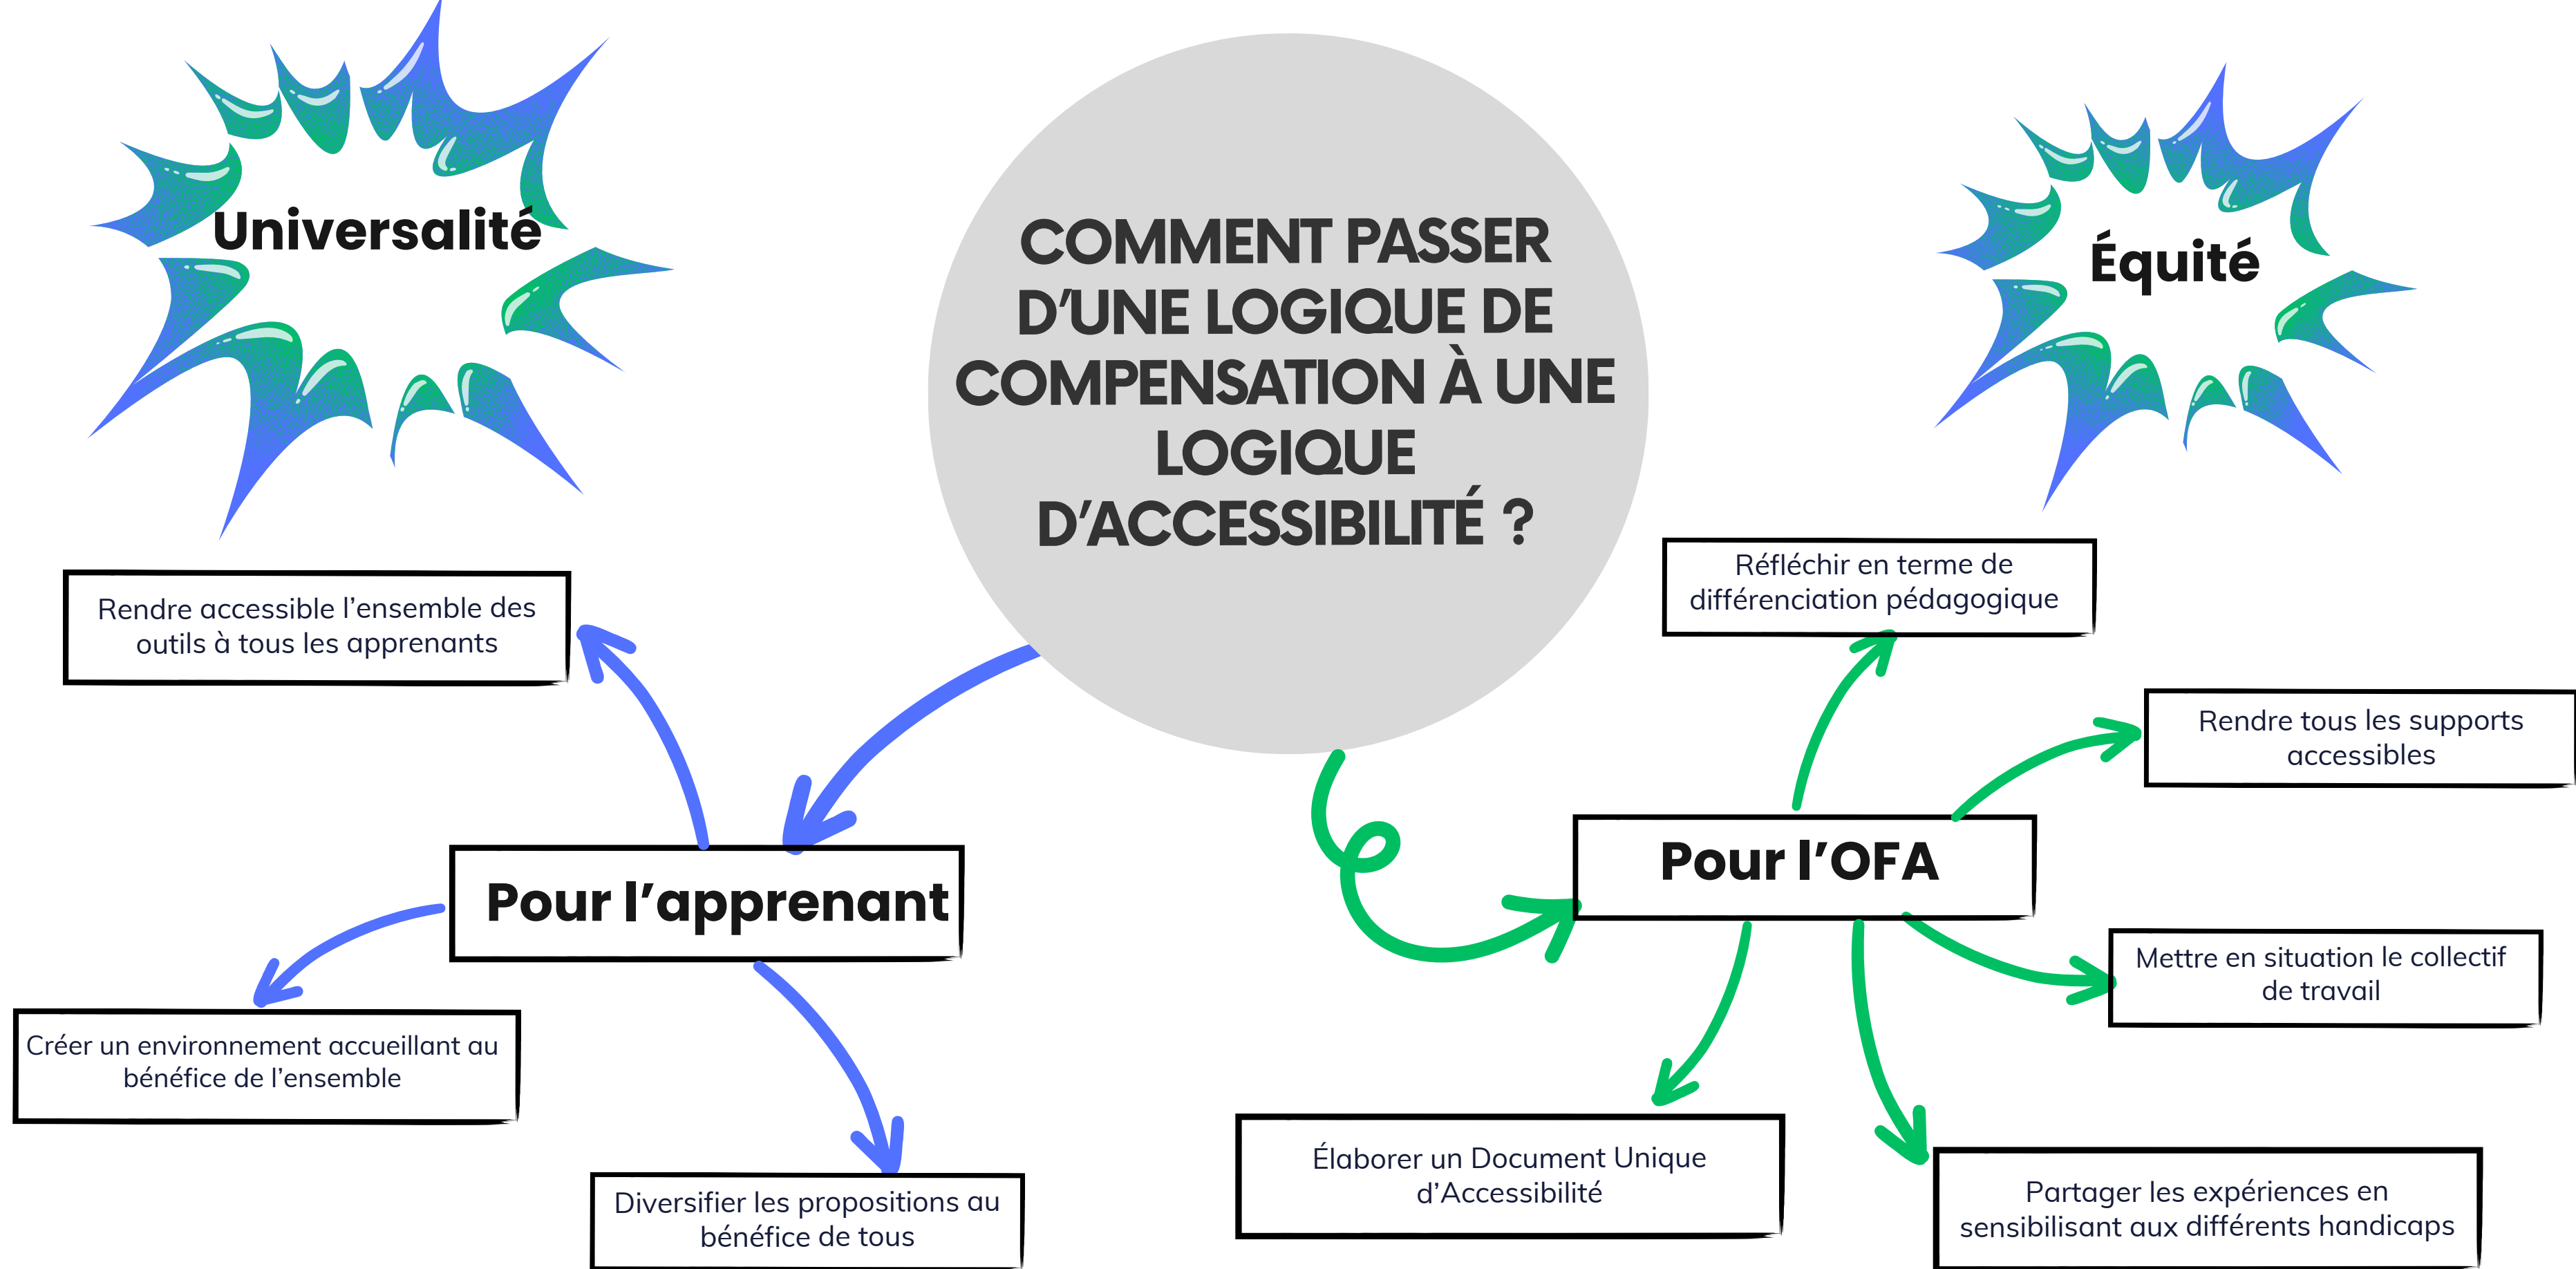 Universalité
COMMENT PASSER
D’UNE LOGIQUE DE
COMPENSATION À UNE
LOGIQUE
D’ACCESSIBILITÉ ?
Équité
Rendre accessible l’ensemble des
outils à tous les apprenants
Pour l’apprenant
Créer un environnement accueillant au
bénéfice de l’ensemble
Diversifier les propositions au
bénéfice de tous
Réfléchir en terme de
différenciation pédagogique
Rendre tous les supports
accessibles
Pour l’OFA
Mettre en situation le collectif
de travail
Élaborer un Document Unique
d’Accessibilité
Partager les expériences en
sensibilisant aux différents handicaps